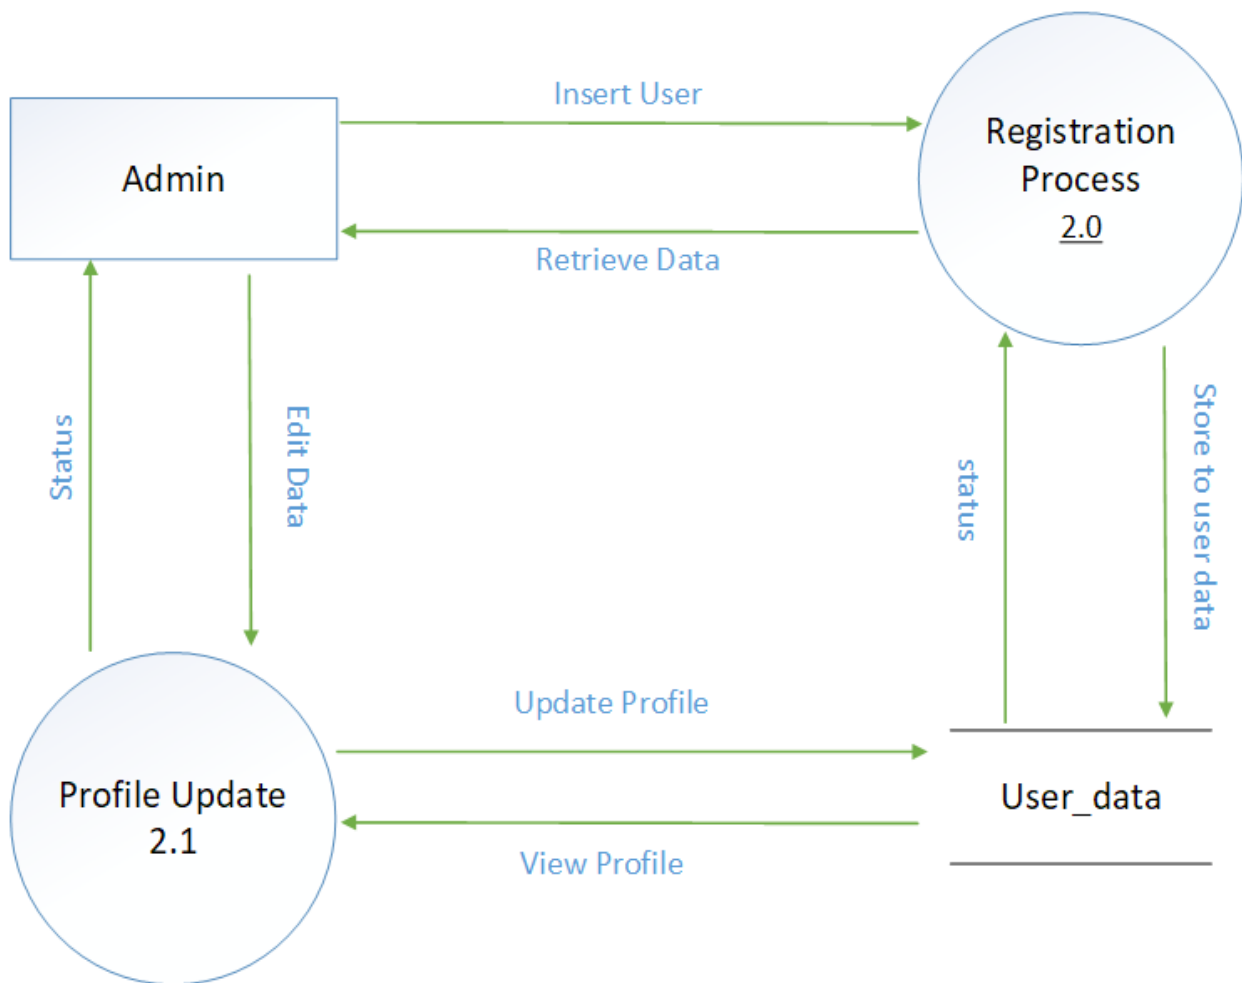 Insert User
Admin
Registration
Process
2.0
Retrieve Data
Status
Edit Data
status
Store to user data
Update Profile
Profile Update
2.1
User_data
View Profile